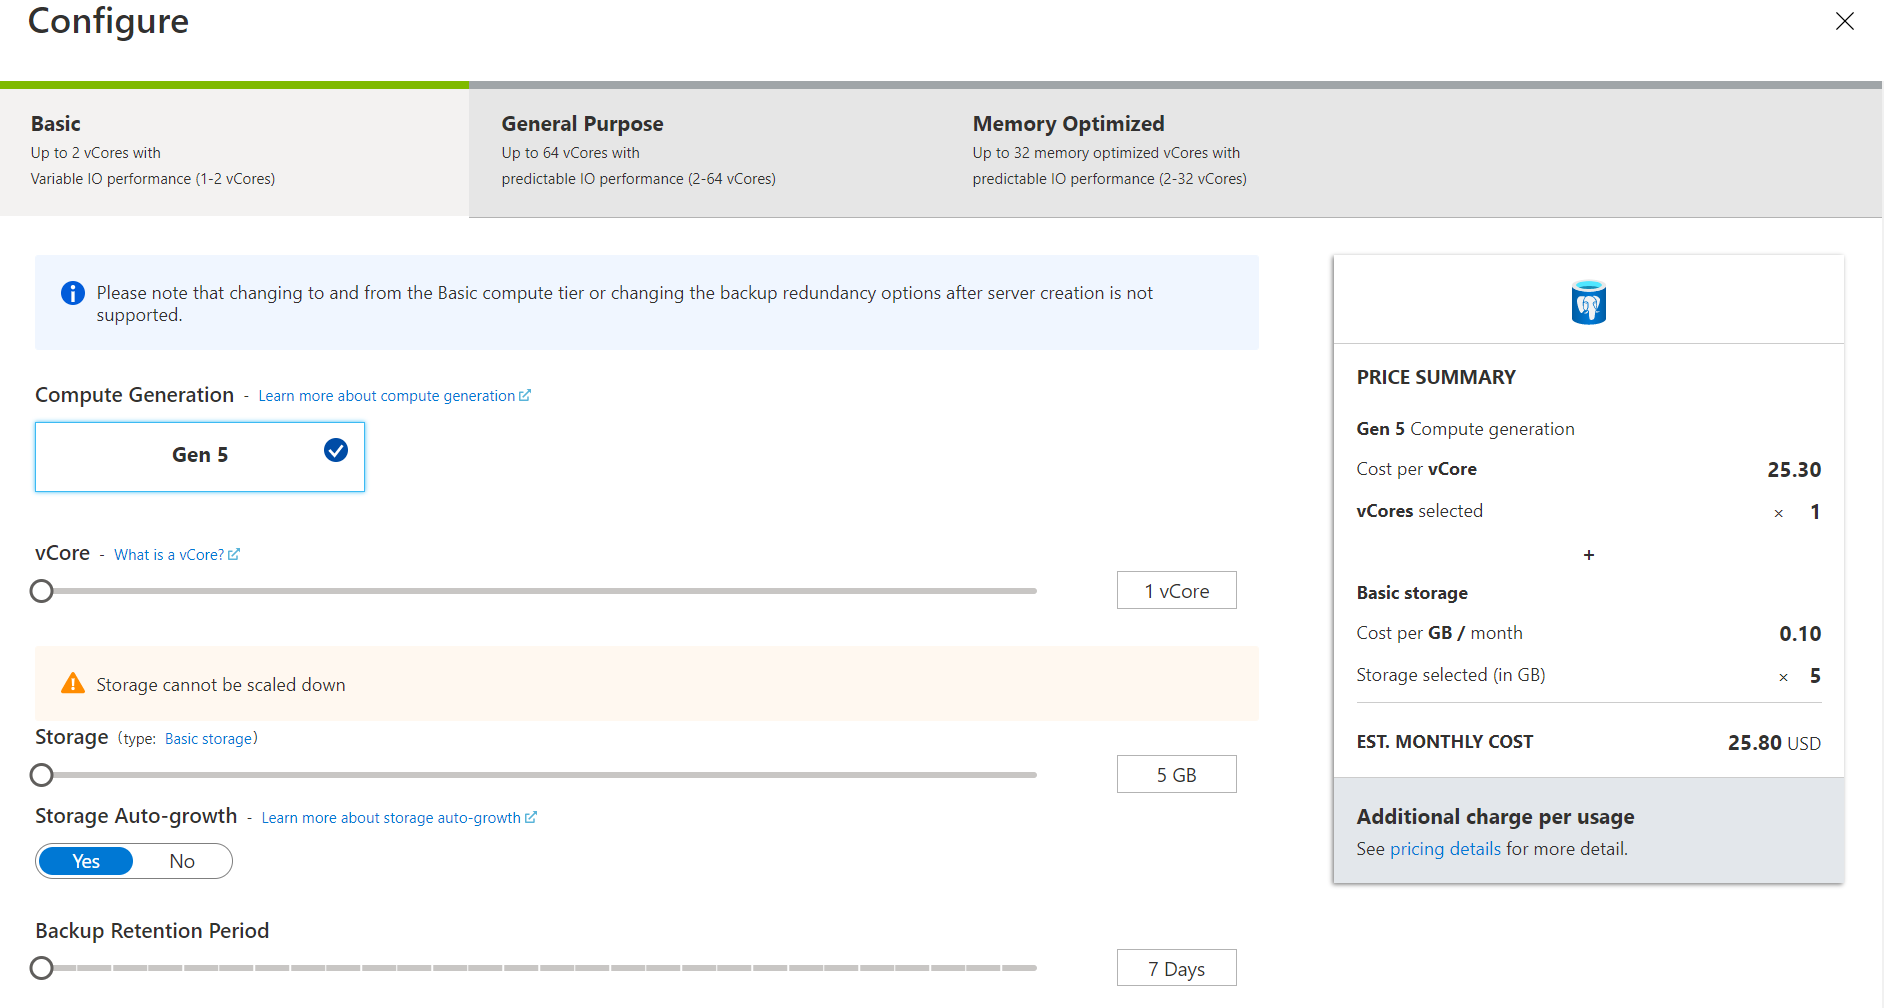 Configure
Basic
Up to 2 vCores with
Variable IO performance (1-2 vCores)
General Purpose
Up to 64 vCores with
predictable IO performance (2-64 vCores)
Memory Optimized
Up to 32 memory optimized vCores with
predictable IO performance (2-32 vCores)
Please note that changing to and from the Basic compute tier or changing the backup redundancy options after server creation is not
supported.
Compute Generation - Learn more about compute generation
Gen 5
vCore - What is a vCore?
1 vCore
Storage cannot be scaled down
Storage (type: Basic storage)
5 GB
Storage Auto-growth - Learn more about storage auto-growth
Yes No
Backup Retention Period
7 Days
PRICE SUMMARY
Gen 5 Compute generation
Cost per vCore 25.30
vCores selected × 1
+
Basic storage
Cost per GB / month 0.10
Storage selected (in GB) × 5
EST. MONTHLY COST 25.80 USD
Additional charge per usage
See pricing details for more detail.